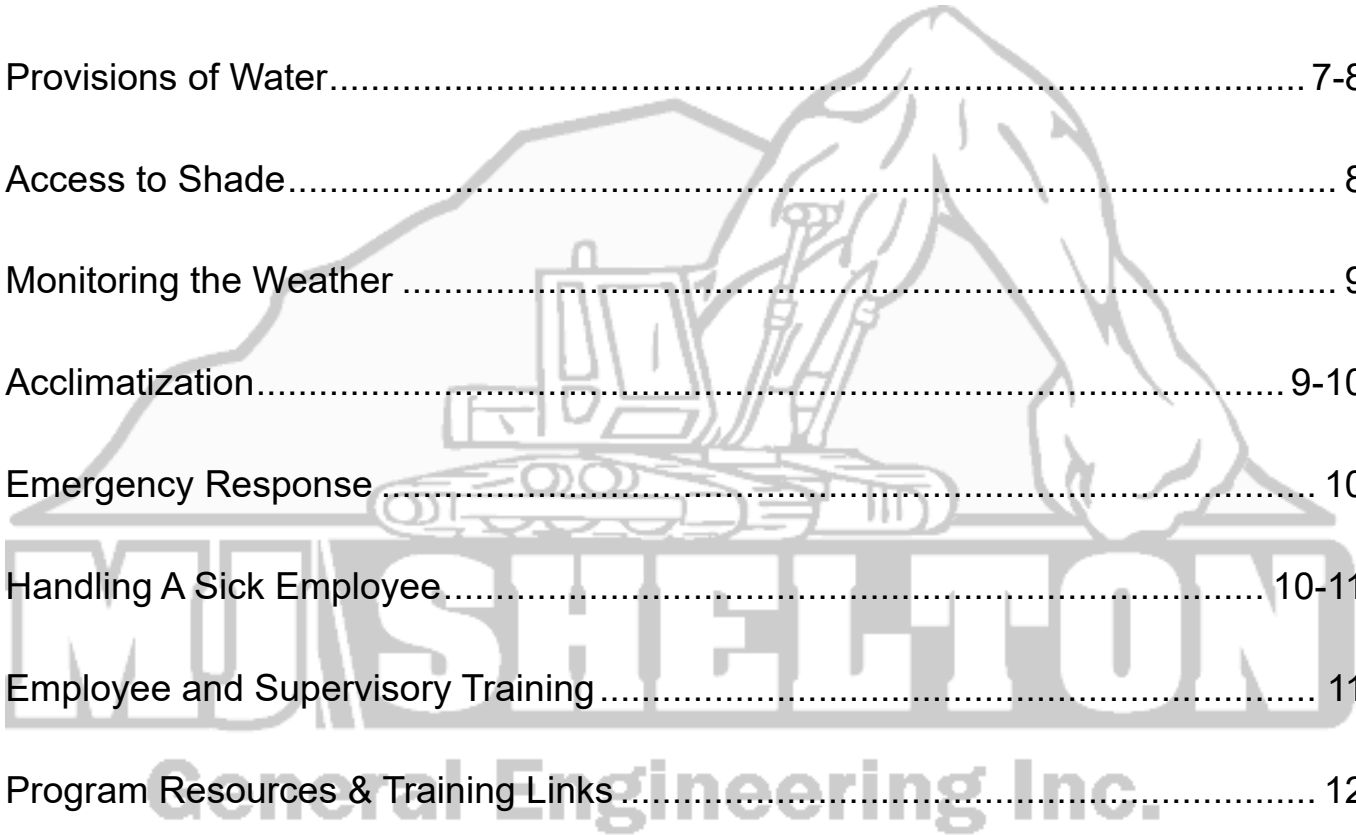 Provisions of Water.......................................................................................... 7-8
Access to Shade................................................................................................ 8
Monitoring the Weather ..................................................................................... 9
Acclimatization............................................................................................... 9-10
Emergency Response ..................................................................................... 10
Handling A Sick Employee........................................................................... 10-11
Employee and Supervisory Training .................................................................. 11
Program Resources & Training Links ................................................................ 12
MJ SHELTON
General Engineering Inc.